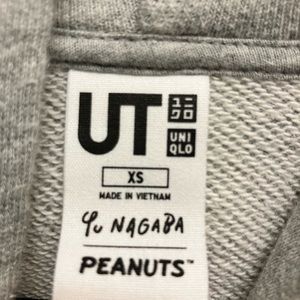 UT ユニクロ
UNI QLO
XS
MADE IN VIETNAM
Yu NAGABA
PEANUTS™